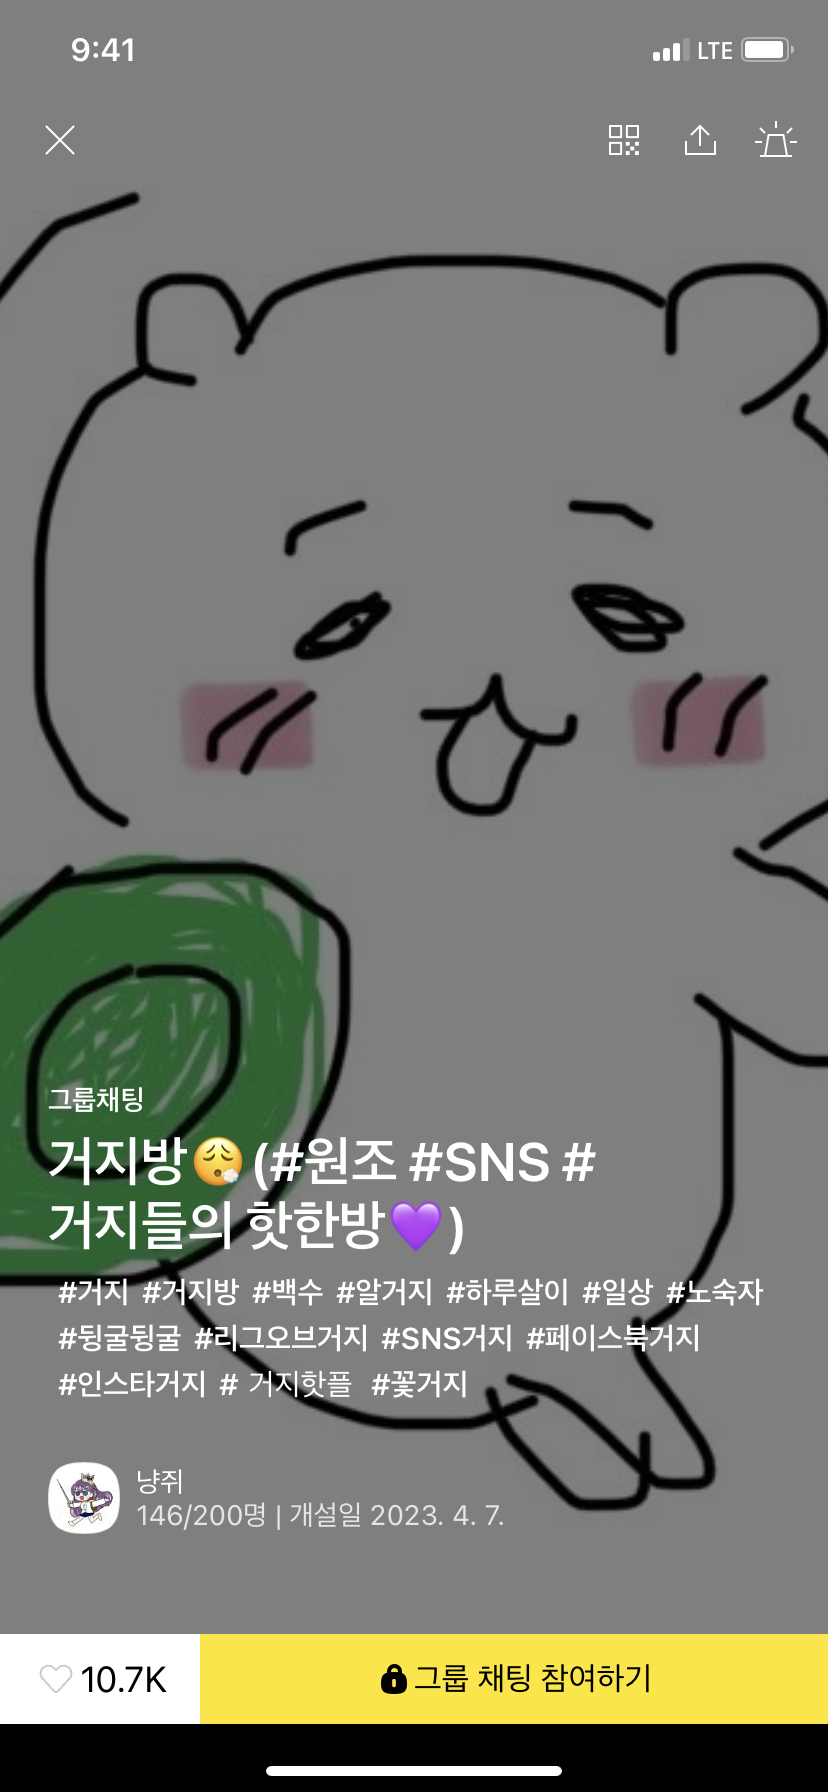 9:41
LTE
그룹채팅
거지방😮‍💨(#원조 #SNS #
거지들의 핫한방💜)
#거지 #거지방 #백수 #알거지 #하루살이 #일상 #노숙자
#뒹굴뒹굴 #리그오브거지 #SNS거지 #페이스북거지
#인스타거지 # 거지핫플 #꽃거지
냥쥐
146/200명 | 개설일 2023. 4. 7.
10.7K
그룹 채팅 참여하기